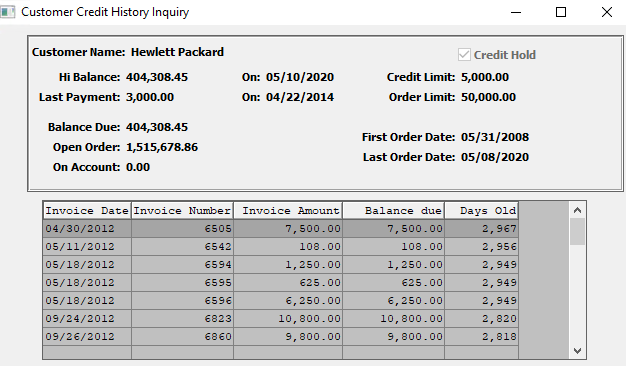 Customer Credit History Inquiry
Customer Name: Hewlett Packard Credit Hold
Hi Balance: 404,308.45 On: 05/10/2020 Credit Limit: 5,000.00
Last Payment: 3,000.00 On: 04/22/2014 Order Limit: 50,000.00
Balance Due: 404,308.45
Open Order: 1,515,678.86
On Account: 0.00
First Order Date: 05/31/2008
Last Order Date: 05/08/2020
Invoice Date Invoice Number Invoice Amount Balance due Days Old
04/30/2012 6505 7,500.00 7,500.00 2,967
05/11/2012 6542 108.00 108.00 2,956
05/18/2012 6594 1,250.00 1,250.00 2,949
05/18/2012 6595 625.00 625.00 2,949
05/18/2012 6596 6,250.00 6,250.00 2,949
09/24/2012 6823 10,800.00 10,800.00 2,820
09/26/2012 6860 9,800.00 9,800.00 2,818